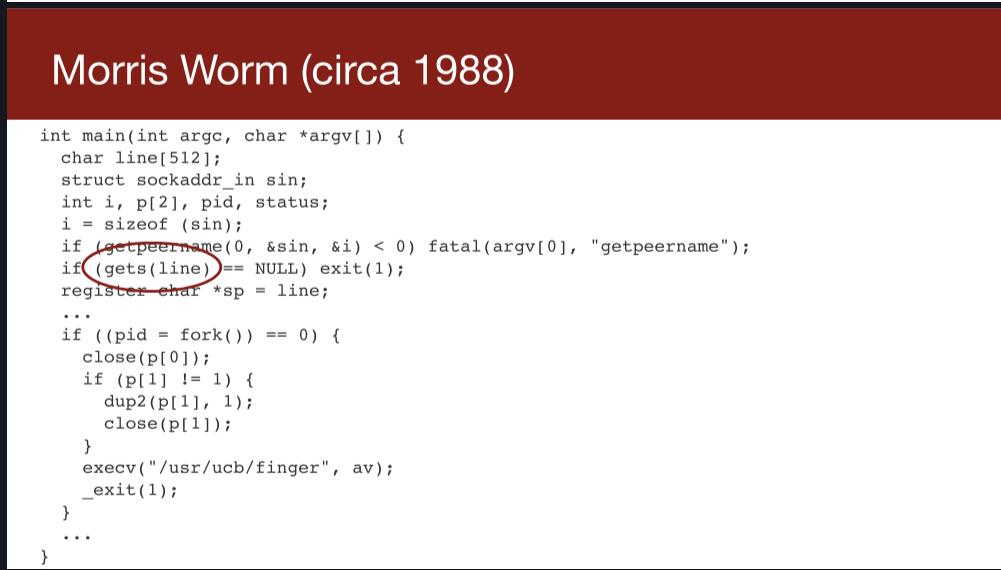 Morris Worm (circa 1988)
int main(int argc, char *argv[]) {
char line[512];
struct sockaddr_in sin;
int i, p[2], pid, status;
i = sizeof (sin);
if (getpeername(0, &sin, &i) < 0) fatal(argv[0], "getpeername");
if (gets(line) == NULL) exit(1);
register char *sp = line;
...
if ((pid = fork()) == 0) {
close(p[0]);
if (p[1] != 1) {
dup2(p[1], 1);
close(p[1]);
}
execv("/usr/ucb/finger", av);
_exit(1);
}
...
}